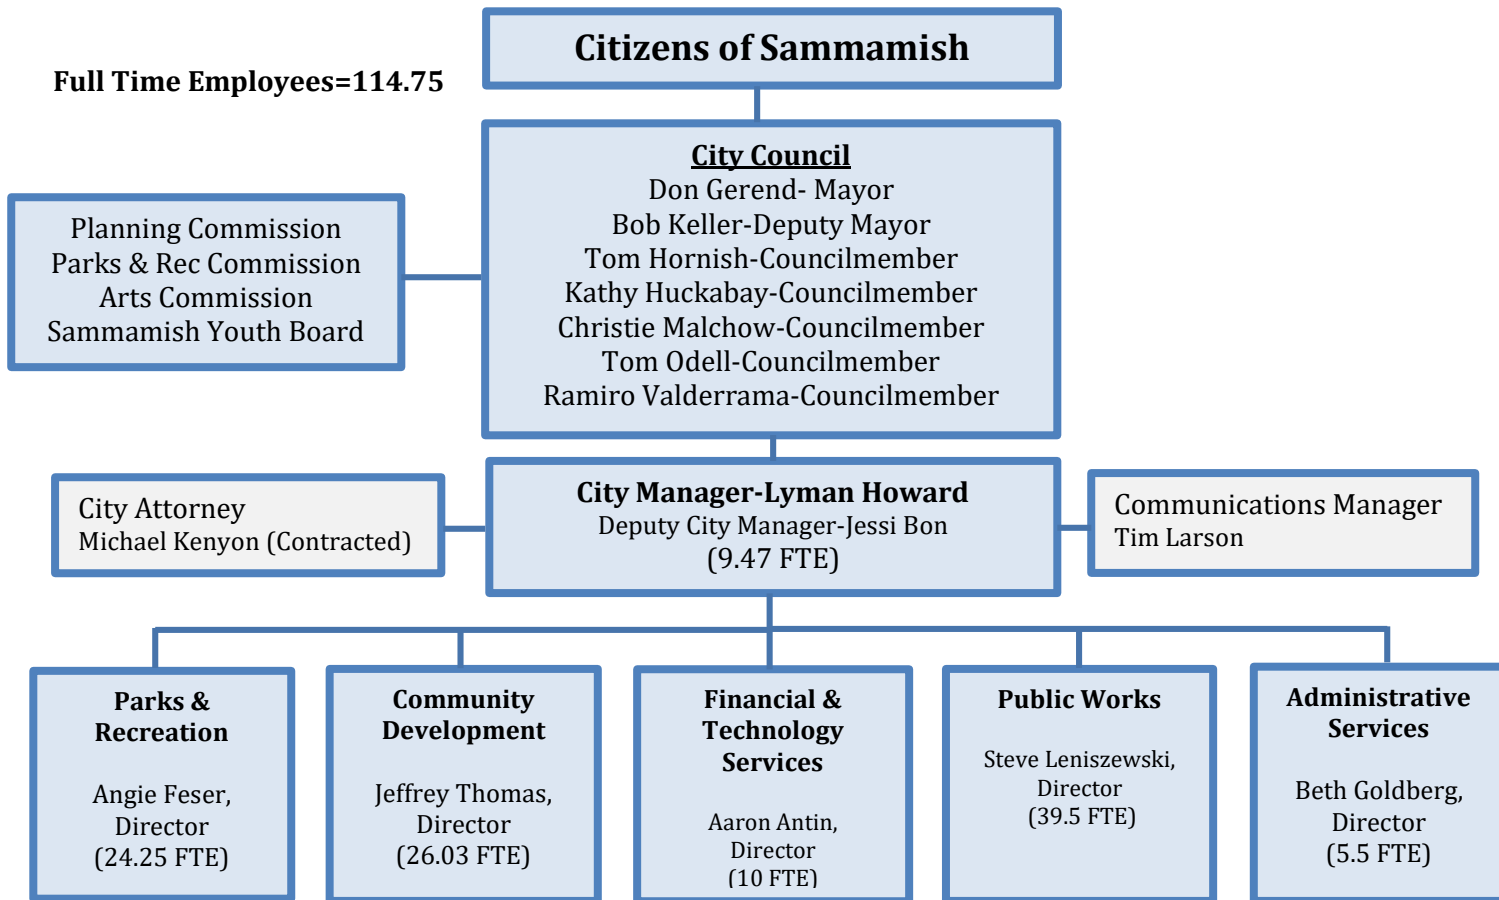 Citizens of Sammamish
Full Time Employees=114.75
City Council
Don Gerend- Mayor
Bob Keller-Deputy Mayor
Tom Hornish-Councilmember
Kathy Huckabay-Councilmember
Christie Malchow-Councilmember
Tom Odell-Councilmember
Ramiro Valderrama-Councilmember
Planning Commission
Parks & Rec Commission
Arts Commission
Sammamish Youth Board
City Manager-Lyman Howard
Deputy City Manager-Jessi Bon
(9.47 FTE)
City Attorney
Michael Kenyon (Contracted)
Communications Manager
Tim Larson
Parks &
Recreation
Angie Feser,
Director
(24.25 FTE)
Community
Development
Jeffrey Thomas,
Director
(26.03 FTE)
Financial &
Technology
Services
Aaron Antin,
Director
(10 FTE)
Public Works
Steve Leniszewski,
Director
(39.5 FTE)
Administrative
Services
Beth Goldberg,
Director
(5.5 FTE)